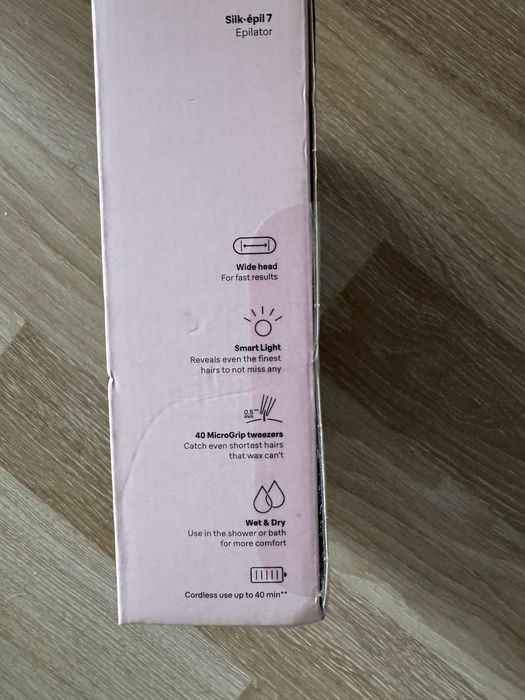 Silk-épil 7
Epilator
Wide head
For fast results
Smart Light
Reveals even the finest
hairs to not miss any
0.5
mm
40 MicroGrip tweezers
Catch even shortest hairs
that wax can't
Wet & Dry
Use in the shower or bath
for more comfort
Cordless use up to 40 min**